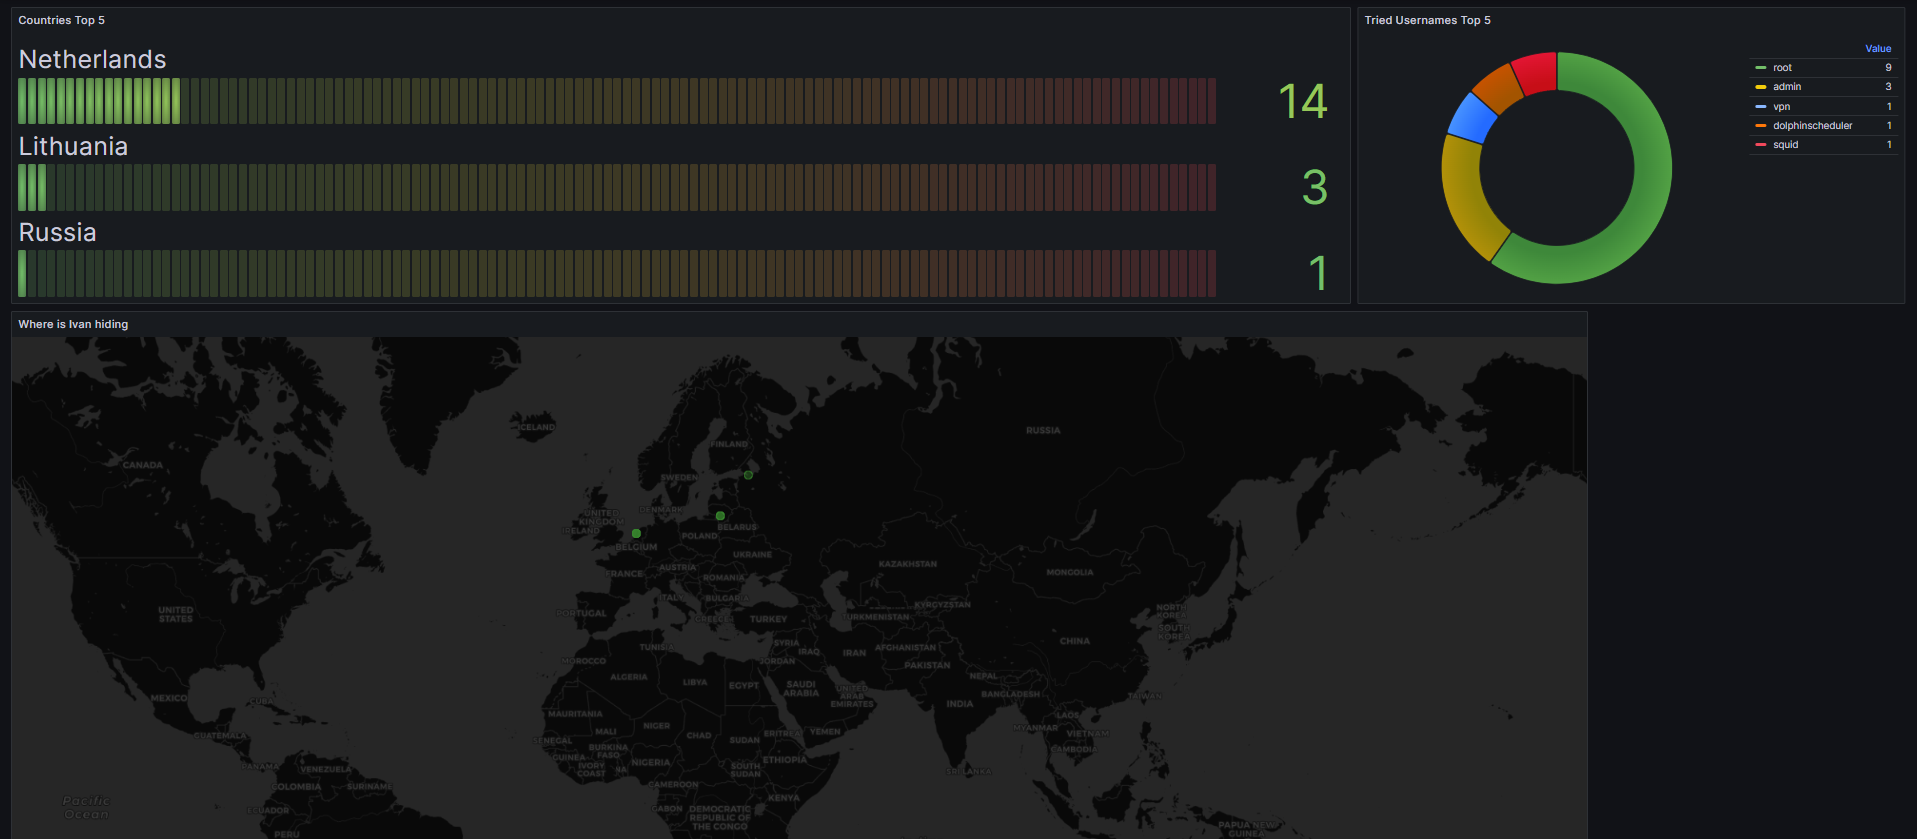 Countries Top 5
Netherlands
14
Lithuania
3
Russia
1
Tried Usernames Top 5
Value
root 9
admin 3
vpn 1
dolphinscheduler 1
squid 1
Where is Ivan hiding
ICELAND
RUSSIA
FINLAND
CANADA
SWEDEN
UNITED
KINGDOM
DENMARK
IRELAND
BELARUS
POLAND
BELGIUM
UKRAINE
FRANCE
AUSTRIA
KAZAKHSTAN
MONGOLIA
ROMANIA
ITALY
BULGARIA
KYRGYZSTAN
UNITED
STATES
PORTUGAL
GREECE
TURKEY
TURKMENISTAN
NORTH
KOREA
SOUTH
KOREA
CHINA
TUNISIA
SYRIA
IRAQ
IRAN
AFGHANISTAN
MOROCCO
JORDAN
PAKISTAN
ALGERIA
LIBYA
EGYPT
SAUDI
ARABIA
UNITED
ARAB
EMIRATES
NEPAL
BANGLADESH
TAIWAN
MEXICO
CUBA
INDIA
MAURITANIA
MALI
NIGER
CHAD
SUDAN
ERITREA
YEMEN
LAOS
MYANMAR
VIETNAM
GUATEMALA
SENEGAL
BURKINA
FASO
CAMBODIA
GUINEA
IVORY
COAST
NA
NIGERIA
SOUTH
SUDAN
ETHIOPIA
PANAMA
VENEZUELA
SRI LANKA
COLOMBIA
SURINAME
CAMEROON
KENYA
Pacific
Ocean
ECUADOR
GABON
DEMOCRATIC
REPUBLIC OF
THE CONGO
PAPUA NEW
GUINEA
PERU